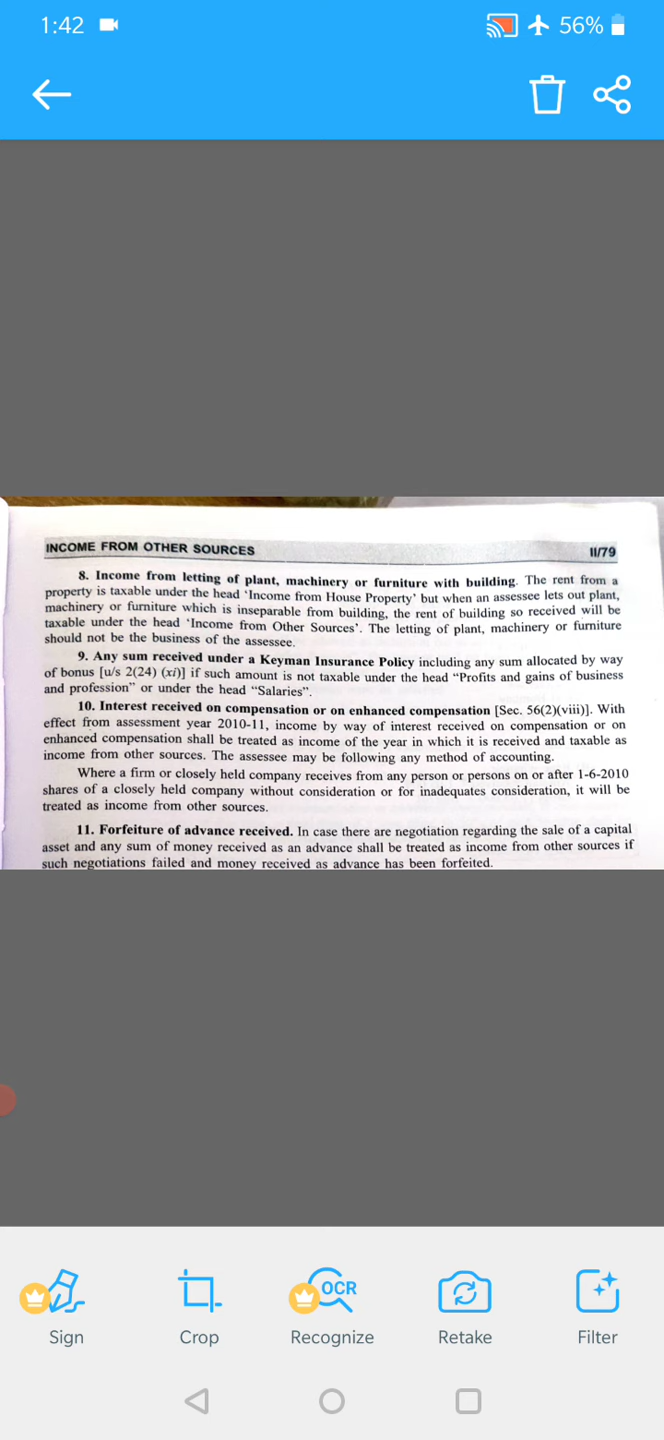 1:42
56%
INCOME FROM OTHER SOURCES II/79
8. Income from letting of plant, machinery or furniture with building. The rent from a
property is taxable under the head 'Income from House Property' but when an assessee lets out plant,
machinery or furniture which is inseparable from building, the rent of building so received will be
taxable under the head 'Income from Other Sources'. The letting of plant, machinery or furniture
should not be the business of the assessee.
9. Any sum received under a Keyman Insurance Policy including any sum allocated by way
of bonus [u/s 2(24) (xi)] if such amount is not taxable under the head "Profits and gains of business
and profession" or under the head "Salaries".
10. Interest received on compensation or on enhanced compensation [Sec. 56(2)(viii)]. With
effect from assessment year 2010-11, income by way of interest received on compensation or on
enhanced compensation shall be treated as income of the year in which it is received and taxable as
income from other sources. The assessee may be following any method of accounting.
Where a firm or closely held company receives from any person or persons on or after 1-6-2010
shares of a closely held company without consideration or for inadequates consideration, it will be
treated as income from other sources.
11. Forfeiture of advance received. In case there are negotiation regarding the sale of a capital
asset and any sum of money received as an advance shall be treated as income from other sources if
such negotiations failed and money received as advance has been forfeited.
OCR
Sign Crop Recognize Retake Filter